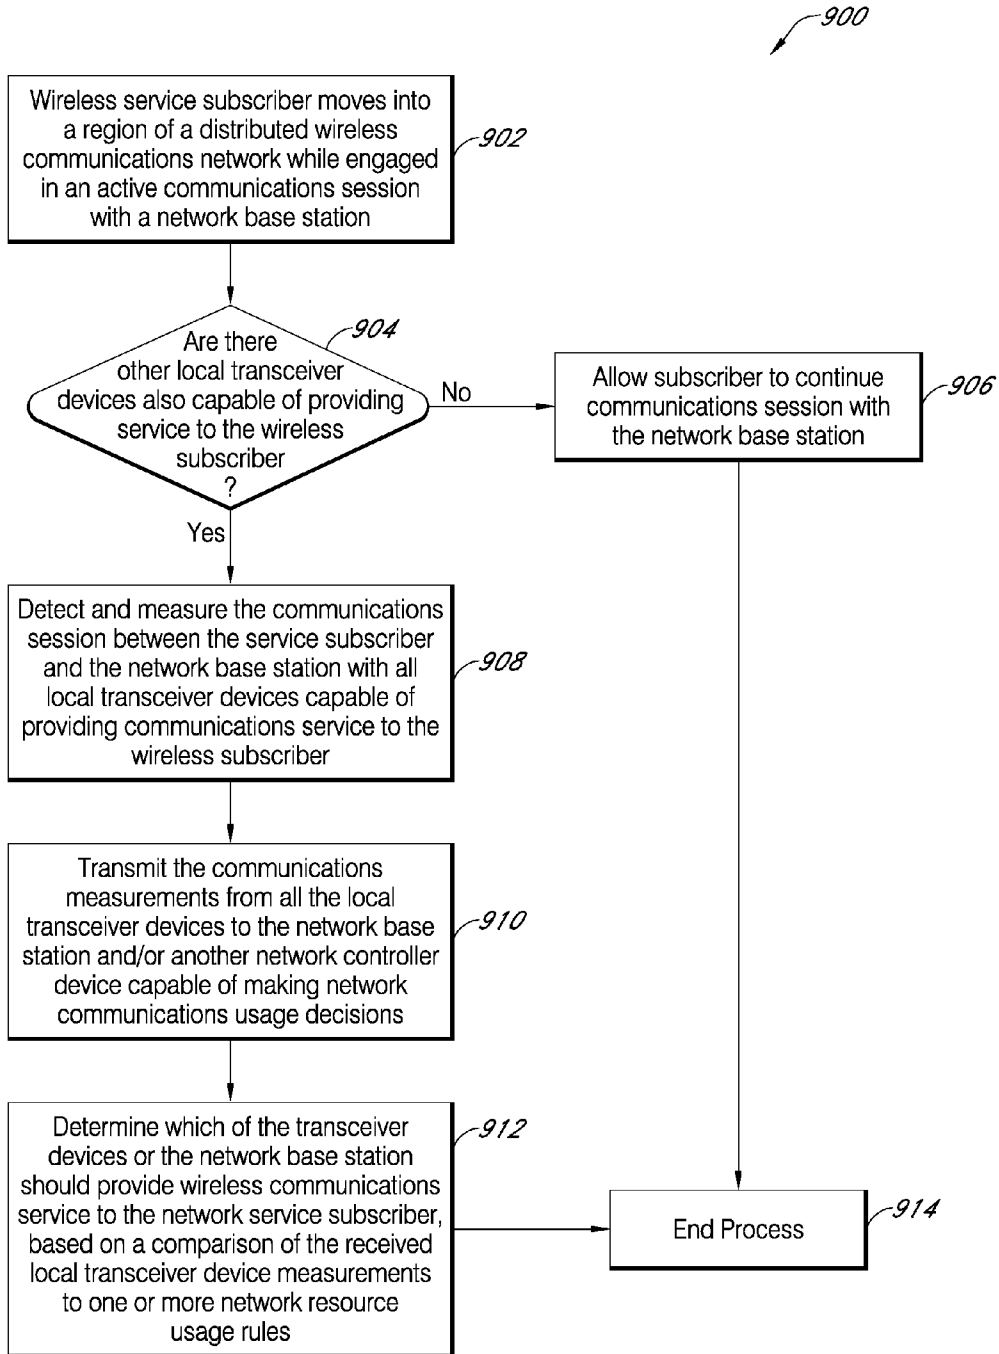 900
Wireless service subscriber moves into
a region of a distributed wireless
communications network while engaged
in an active communications session
with a network base station
902
Are there
other local transceiver
devices also capable of providing
service to the wireless
subscriber
?
904
No
Allow subscriber to continue
communications session with
the network base station
906
Yes
Detect and measure the communications
session between the service subscriber
and the network base station with all
local transceiver devices capable of
providing communications service to the
wireless subscriber
908
Transmit the communications
measurements from all the local
transceiver devices to the network base
station and/or another network controller
device capable of making network
communications usage decisions
910
Determine which of the transceiver
devices or the network base station
should provide wireless communications
service to the network service subscriber,
based on a comparison of the received
local transceiver device measurements
to one or more network resource
usage rules
912
End Process
914